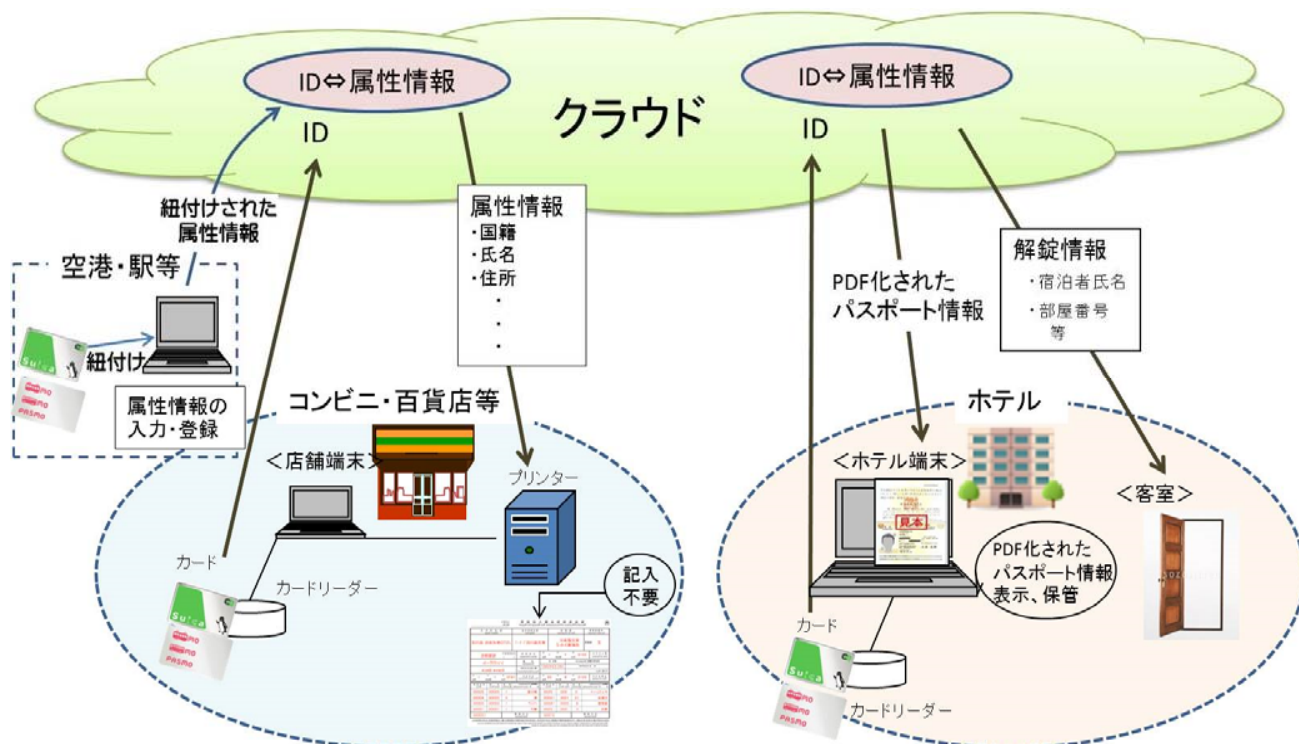 ID⇔属性情報
ID⇔属性情報
クラウド
ID
ID
紐付けされた
属性情報
属性情報
・国籍
・氏名
・住所
・
・
・
PDF化された
パスポート情報
解錠情報
・宿泊者氏名
・部屋番号
等
空港・駅等
Suica
PASMO
紐付け
属性情報の
入力・登録
コンビニ・百貨店等
<店舗端末>
プリンター
カード
カードリーダー
Suica
PASMO
記入
不要
ホテル
<ホテル端末>
見本
<客室>
PDF化された
パスポート情報
表示、保管
カード
カードリーダー
Suica
PASMO